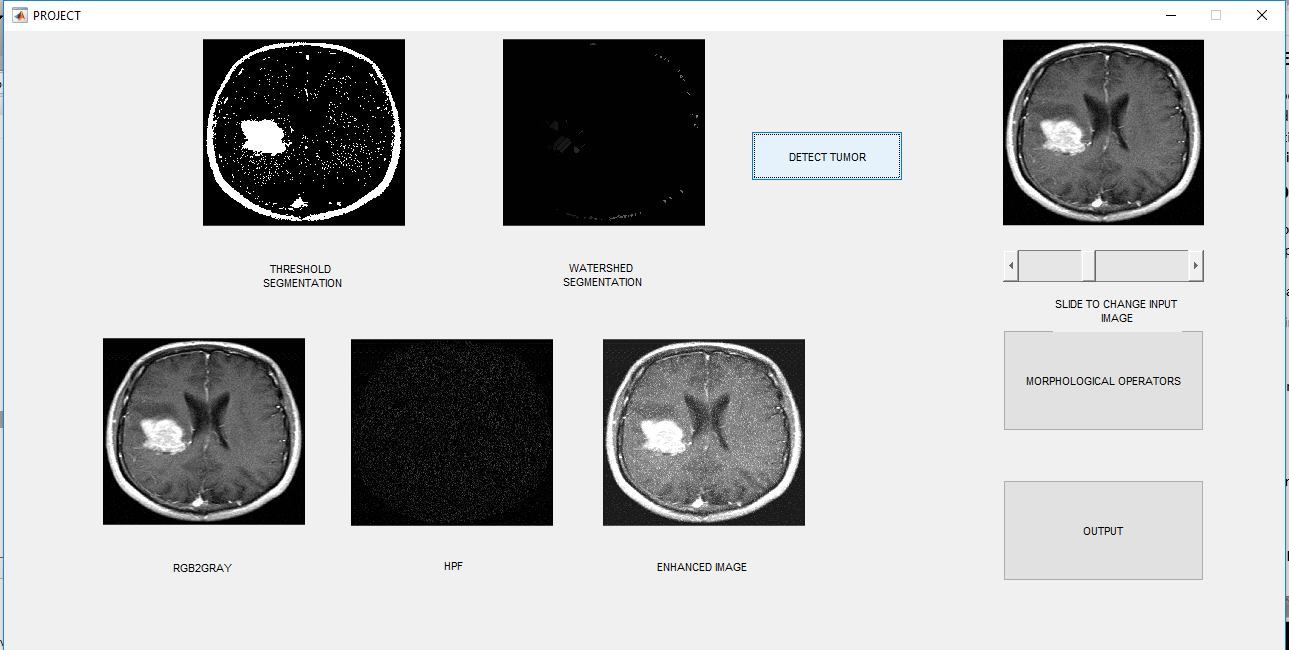 PROJECT
DETECT TUMOR
THRESHOLD
SEGMENTATION
WATERSHED
SEGMENTATION
SLIDE TO CHANGE INPUT
IMAGE
MORPHOLOGICAL OPERATORS
OUTPUT
RGB2GRAY
HPF
ENHANCED IMAGE